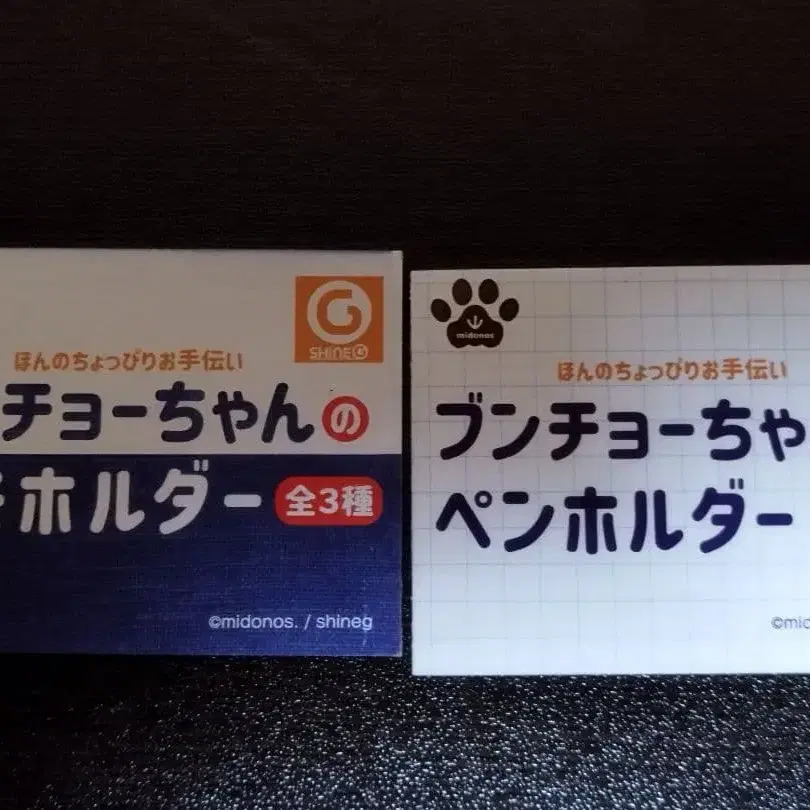 G
SHINEG
ほんのちょっぴりお手伝い
チョーちゃんの
ホルダー 全3種
©midonos. / shineg
midonos
ほんのちょっぴりお手伝い
ブンチョーちゃ
ペンホルダー
©mid